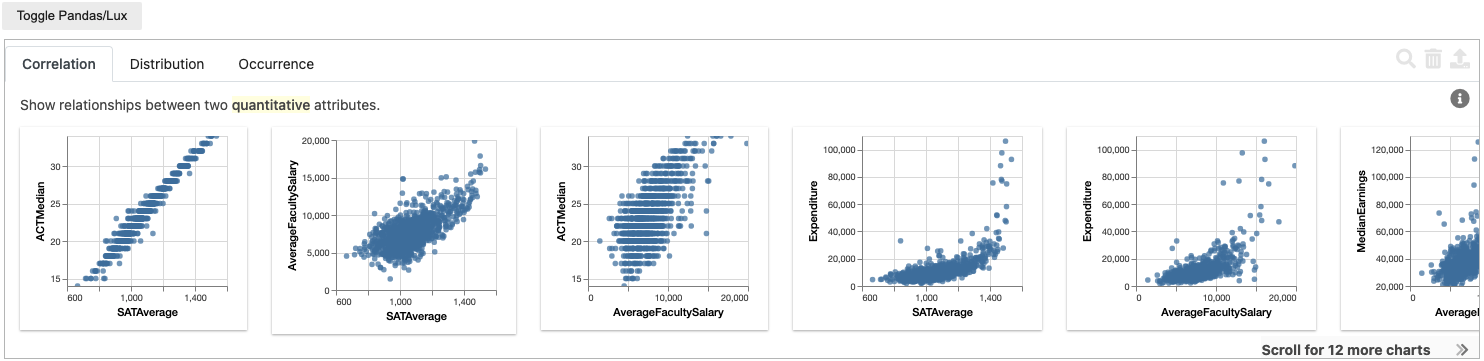 Toggle Pandas/Lux
Correlation Distribution Occurrence
Show relationships between two quantitative attributes.
ACTMedian
30
25
20
15
600 1,000 1,400
SATAverage
AverageFacultySalary
20,000
15,000
10,000
5,000
0
600 1,000 1,400
SATAverage
ACTMedian
30
25
20
15
0 10,000 20,000
AverageFacultySalary
Expenditure
100,000
80,000
60,000
40,000
20,000
0
600 1,000 1,400
SATAverage
Expenditure
100,000
80,000
60,000
40,000
20,000
0
0 10,000 20,000
AverageFacultySalary
MedianEarnings
120,000
100,000
80,000
60,000
40,000
20,000
0
AverageF
Scroll for 12 more charts